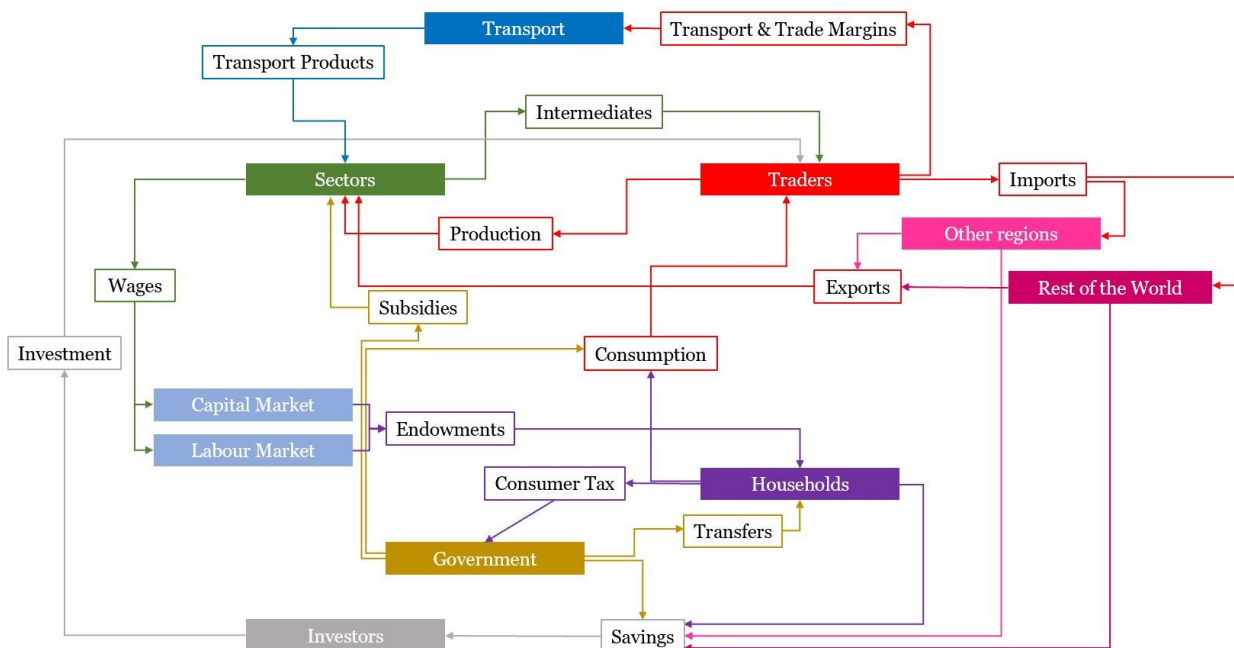 Transport
Transport & Trade Margins
Transport Products
Intermediates
Sectors
Traders
Imports
Production
Other regions
Wages
Exports
Rest of the World
Subsidies
Investment
Consumption
Capital Market
Endowments
Labour Market
Consumer Tax
Households
Transfers
Government
Investors
Savings